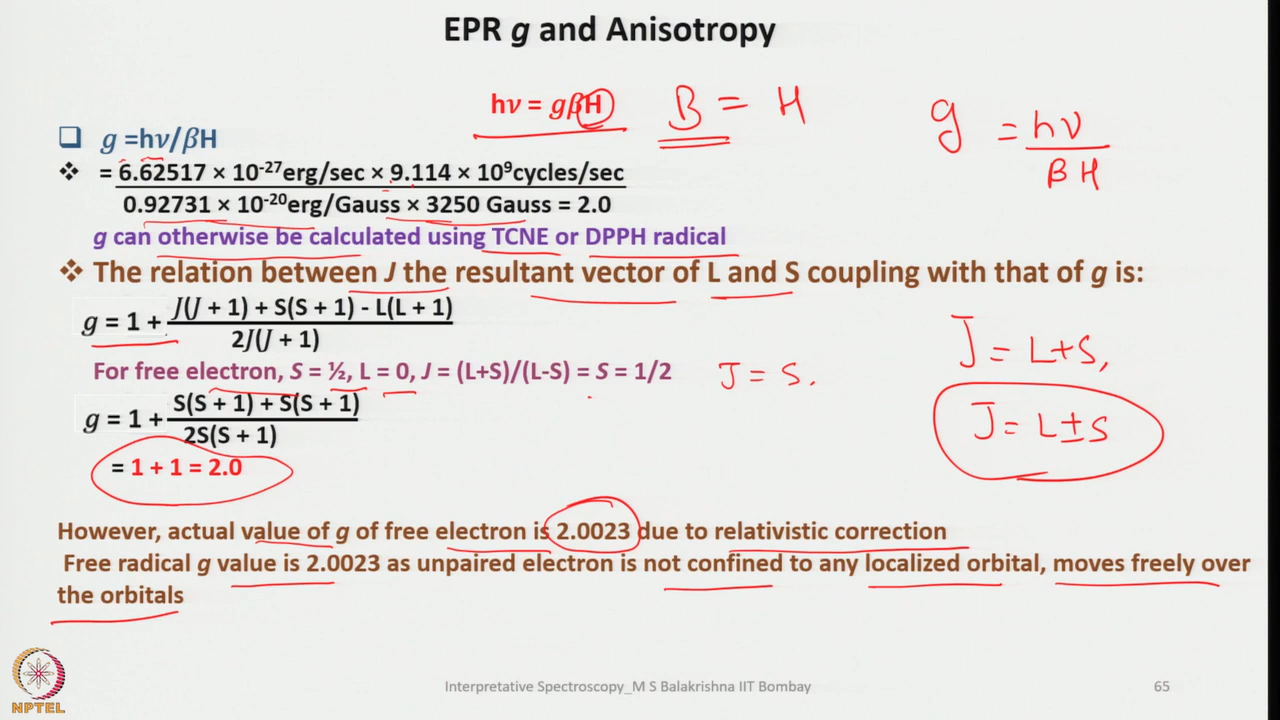 EPR g and Anisotropy
hν = gβH B = H
g = hν / βH
❑ g =hν/βH
❖ = 6.62517 × 10⁻²⁷erg/sec × 9.114 × 10⁹cycles/sec
0.92731 × 10⁻²⁰erg/Gauss × 3250 Gauss = 2.0
g can otherwise be calculated using TCNE or DPPH radical
❖ The relation between J the resultant vector of L and S coupling with that of g is:
g = 1 + J(J + 1) + S(S + 1) - L(L + 1)
2J(J + 1)
J = L+S,
For free electron, S = ½, L = 0, J = (L+S)/(L-S) = S = 1/2 J = S.
J = L±S
g = 1 + S(S + 1) + S(S + 1)
2S(S + 1)
= 1 + 1 = 2.0
However, actual value of g of free electron is 2.0023 due to relativistic correction
Free radical g value is 2.0023 as unpaired electron is not confined to any localized orbital, moves freely over
the orbitals
NPTEL
Interpretative Spectroscopy_M S Balakrishna IIT Bombay
65